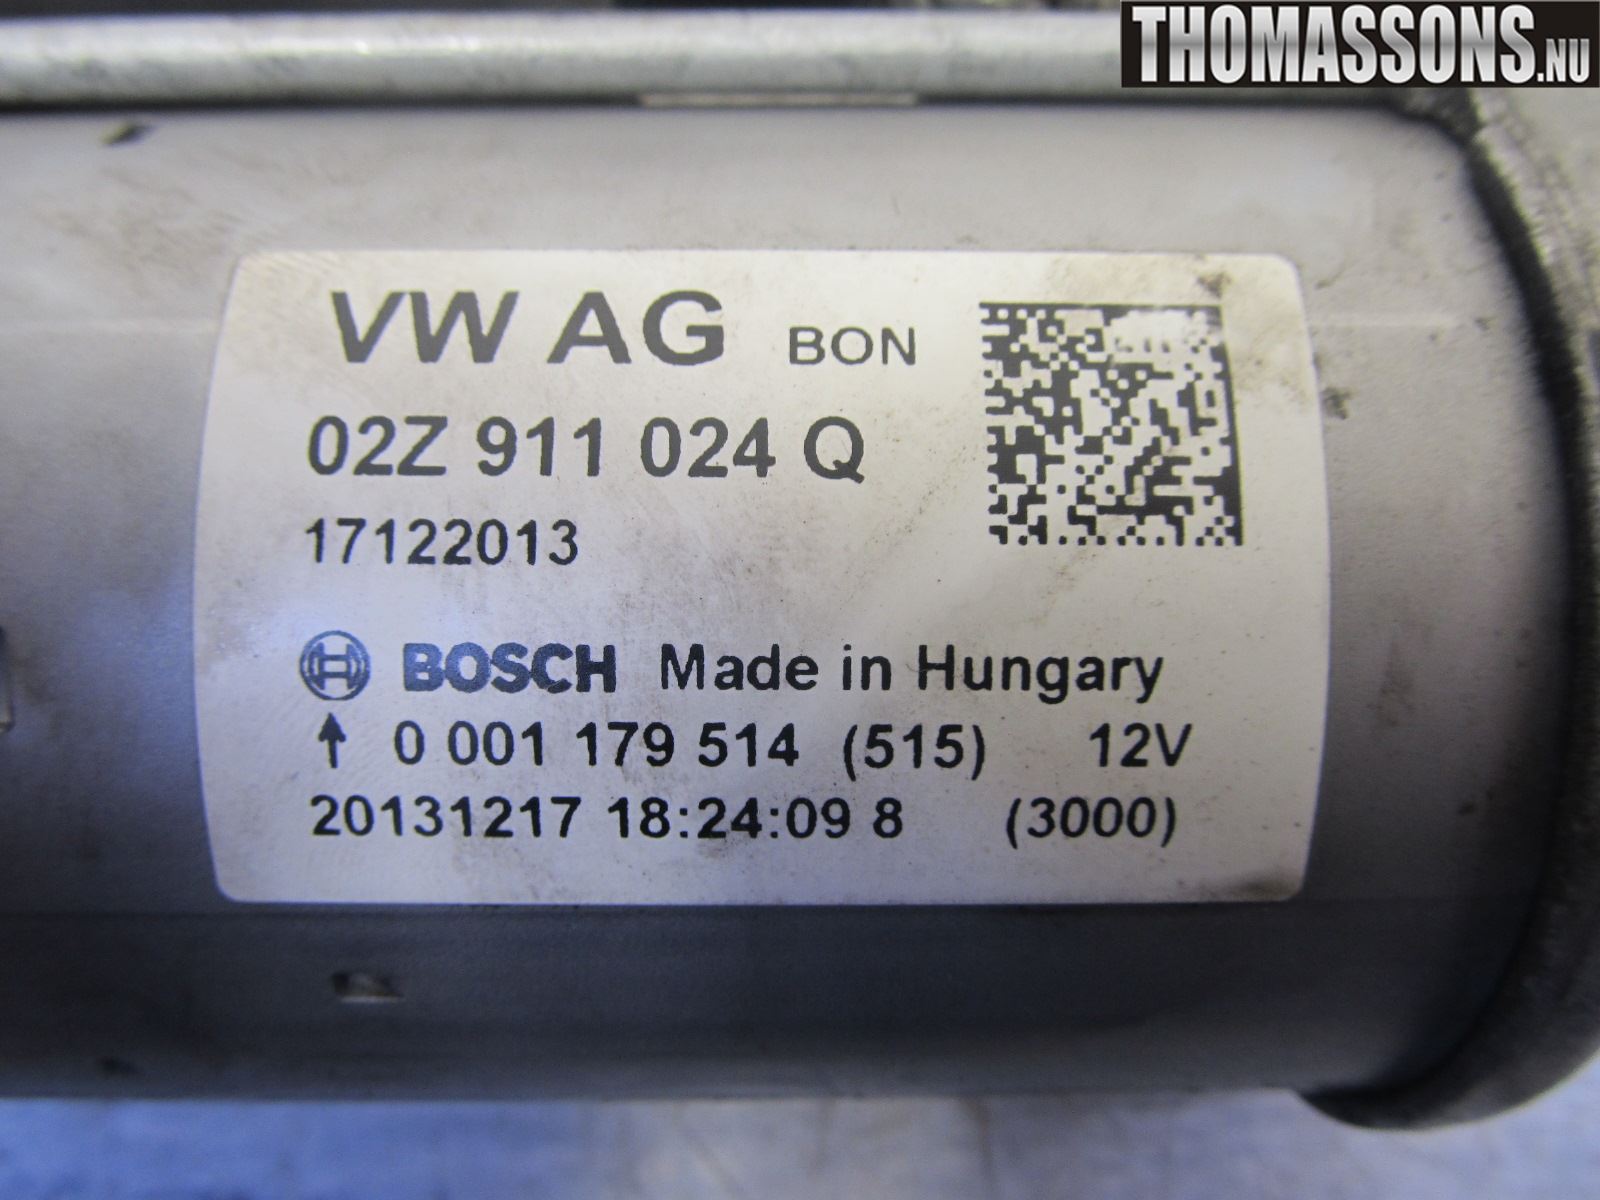 THOMASSONS.NU
VW AG BON
02Z 911 024 Q
17122013
BOSCH Made in Hungary
↑ 0 001 179 514 (515) 12V
20131217 18:24:09 8 (3000)